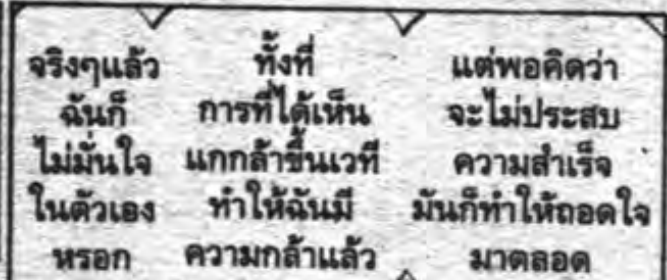 จริงๆแล้ว
ฉันก็
ไม่มั่นใจ
ในตัวเอง
หรอก
ทั้งที่
การที่ได้เห็น
แกกล้าขึ้นเวที
ทำให้ฉันมี
ความกล้าแล้ว
แต่พอคิดว่า
จะไม่ประสบ
ความสำเร็จ
มันก็ทำให้ถอดใจ
มาตลอด